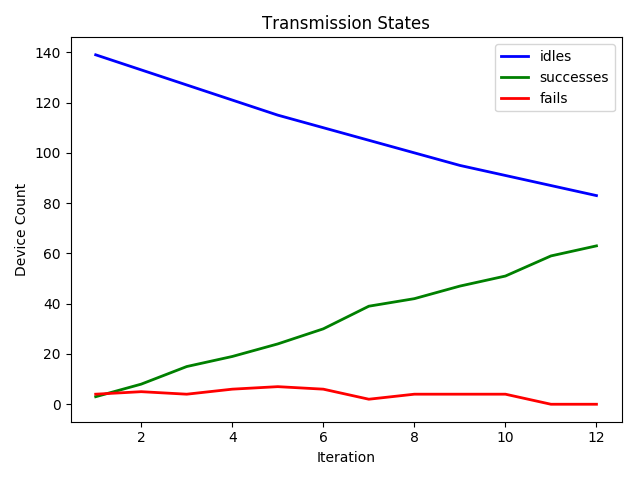 Transmission States
idles
successes
fails
Device Count
140
120
100
80
60
40
20
0
2 4 6 8 10 12
Iteration